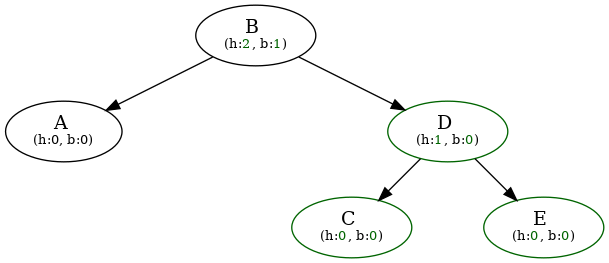 B
(h:2, b:1)
A
(h:0, b:0)
D
(h:1, b:0)
C
(h:0, b:0)
E
(h:0, b:0)